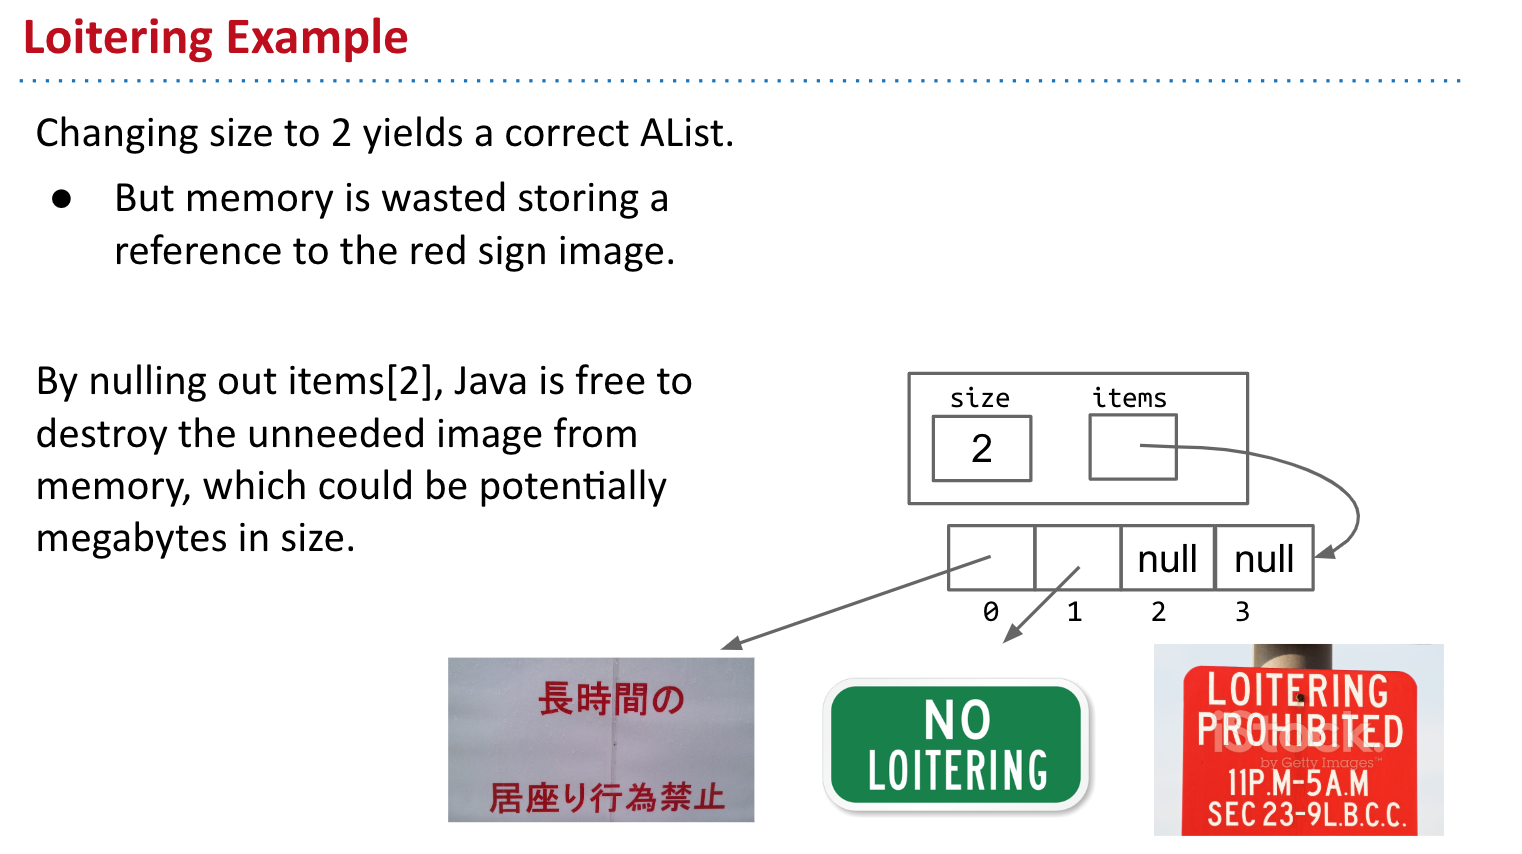 Loitering Example
Changing size to 2 yields a correct AList.
● But memory is wasted storing a
reference to the red sign image.
By nulling out items[2], Java is free to
destroy the unneeded image from
memory, which could be potentially
megabytes in size.
size items
2
null null
0 1 2 3
長時間の
居座り行為禁止
NO
LOITERING
LOITERING
PROHIBITED
iStock.
by Getty Images™
11P.M-5A.M
SEC 23-9L.B.C.C.